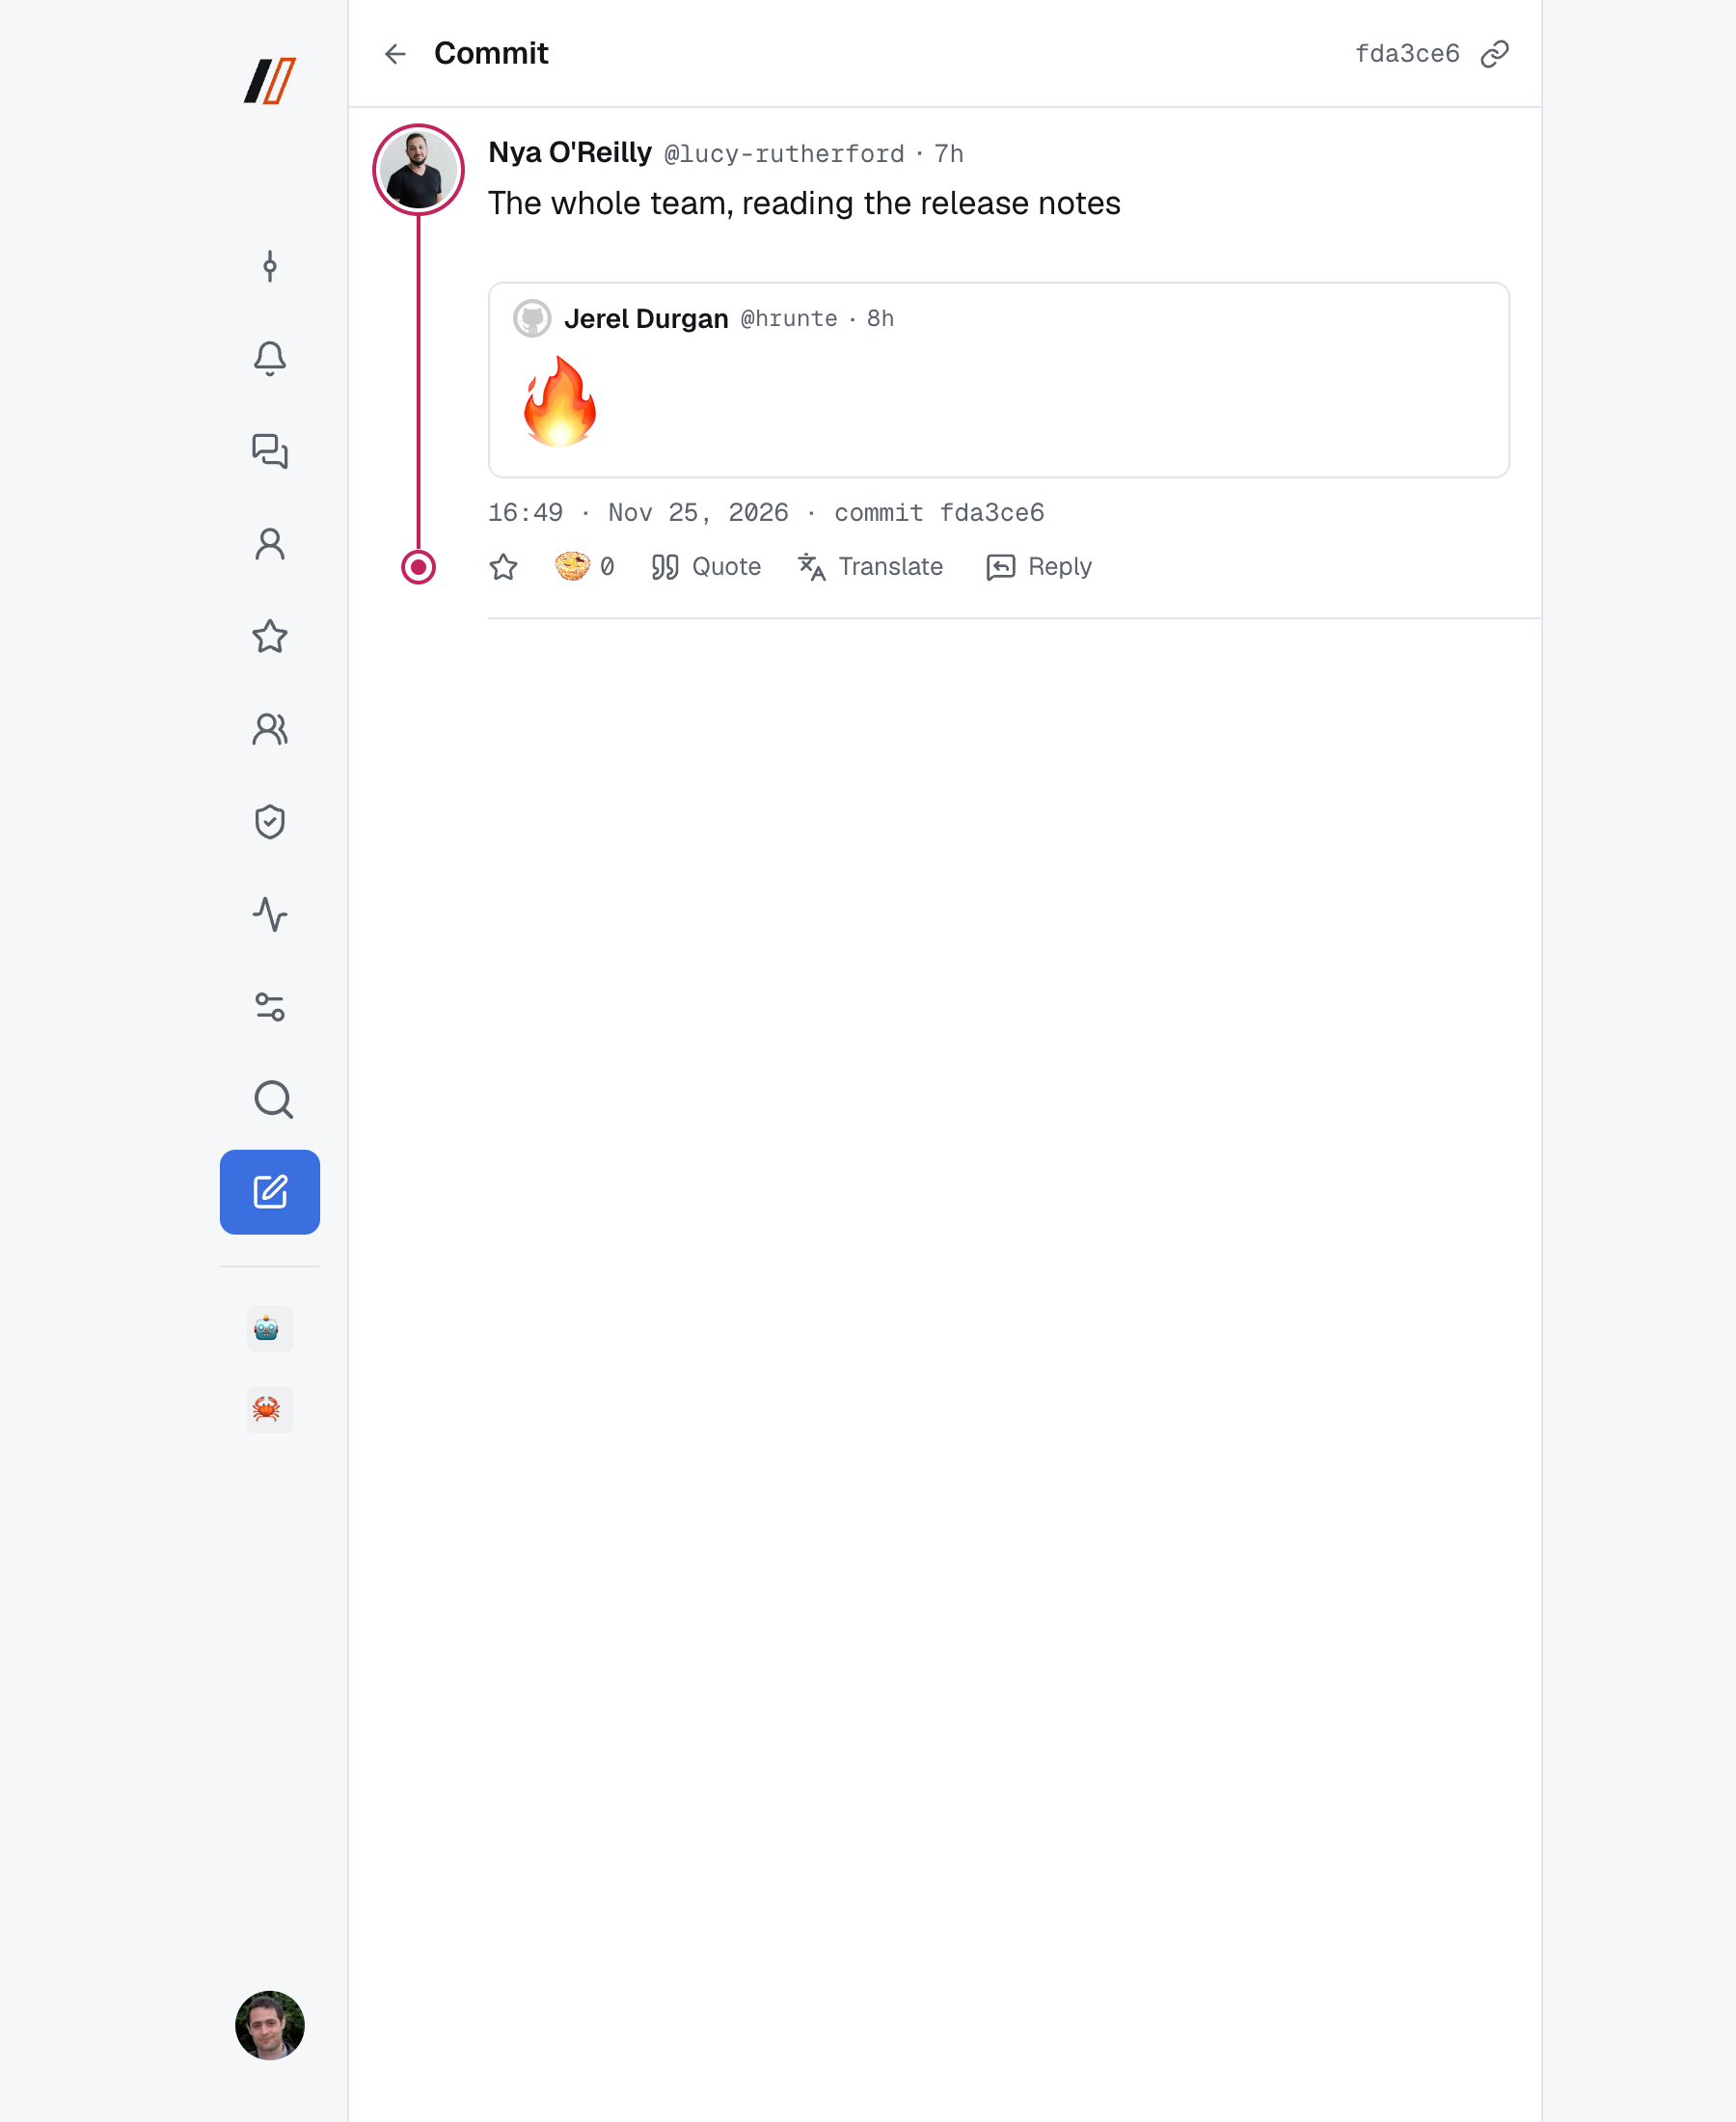 Commit
fda3ce6
Nya O'Reilly @lucy-rutherford · 7h
The whole team, reading the release notes
Jerel Durgan @hrunte · 8h
🔥
16:49 · Nov 25, 2026 · commit fda3ce6
0 Quote Translate Reply